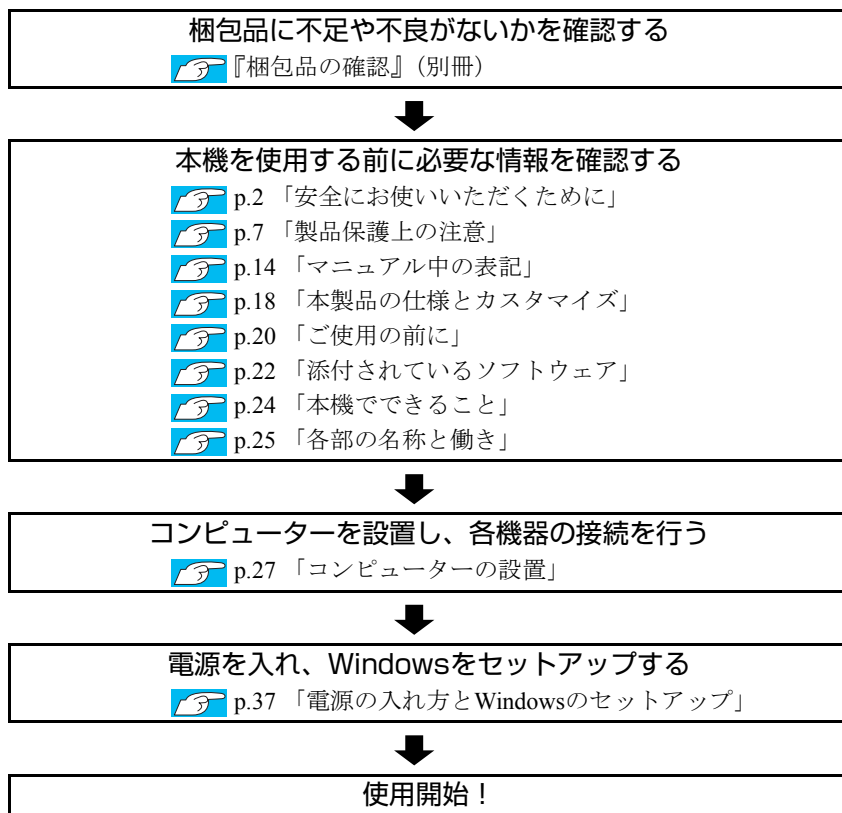 梱包品に不足や不良がないかを確認する
『梱包品の確認』（別冊）
本機を使用する前に必要な情報を確認する
p.2 「安全にお使いいただくために」
p.7 「製品保護上の注意」
p.14 「マニュアル中の表記」
p.18 「本製品の仕様とカスタマイズ」
p.20 「ご使用の前に」
p.22 「添付されているソフトウェア」
p.24 「本機でできること」
p.25 「各部の名称と働き」
コンピューターを設置し、各機器の接続を行う
p.27 「コンピューターの設置」
電源を入れ、Windowsをセットアップする
p.37 「電源の入れ方とWindowsのセットアップ」
使用開始！